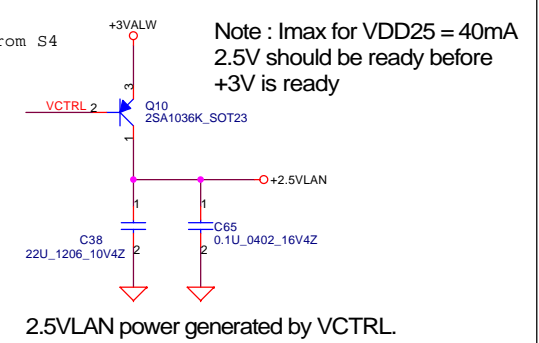 +3VALW
Note : Imax for VDD25 = 40mA
rom S4
2.5V should be ready before
+3V is ready
3
VCTRL 2
Q10
2SA1036K_SOT23
1
+2.5VLAN
1
1
C38
C65
22U_1206_10V4Z
2
2
0.1U_0402_16V4Z
2.5VLAN power generated by VCTRL.